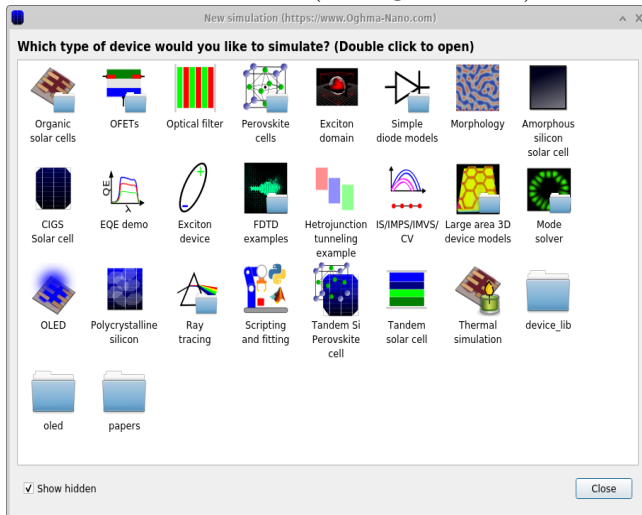 New simulation (https://www.Oghma-Nano.com)
Which type of device would you like to simulate? (Double click to open)
Organic
solar cells
OFETs
Optical filter
Perovskite
cells
Exciton
domain
Simple
diode models
Morphology
Amorphous
silicon
solar cell
CIGS
Solar cell
QE
λ
EQE demo
Exciton
device
FDTD
examples
Hetrojunction
tunneling
example
IS/IMPS/IMVS/
CV
Large area 3D
device models
Mode
solver
OLED
Polycrystalline
silicon
Ray
tracing
Scripting
and fitting
Tandem Si
Perovskite
cell
Tandem
solar cell
Thermal
simulation
device_lib
oled
papers
Show hidden
Close